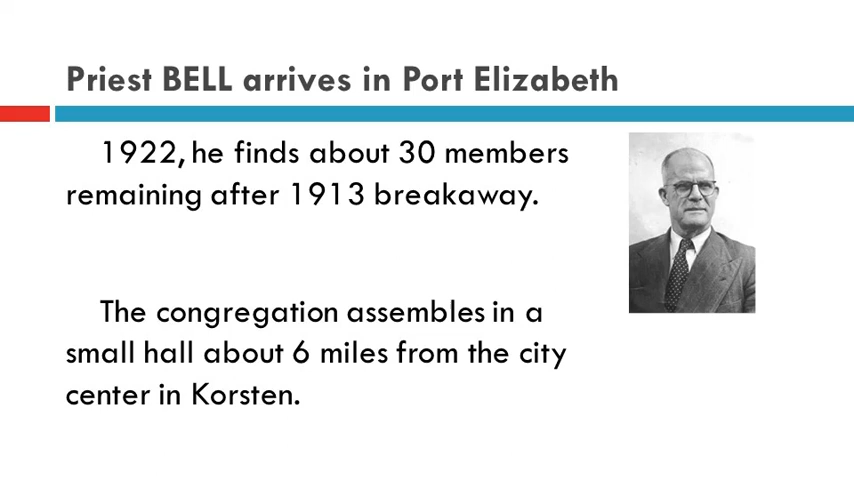 Priest BELL arrives in Port Elizabeth
1922, he finds about 30 members
remaining after 1913 breakaway.
The congregation assembles in a
small hall about 6 miles from the city
center in Korsten.